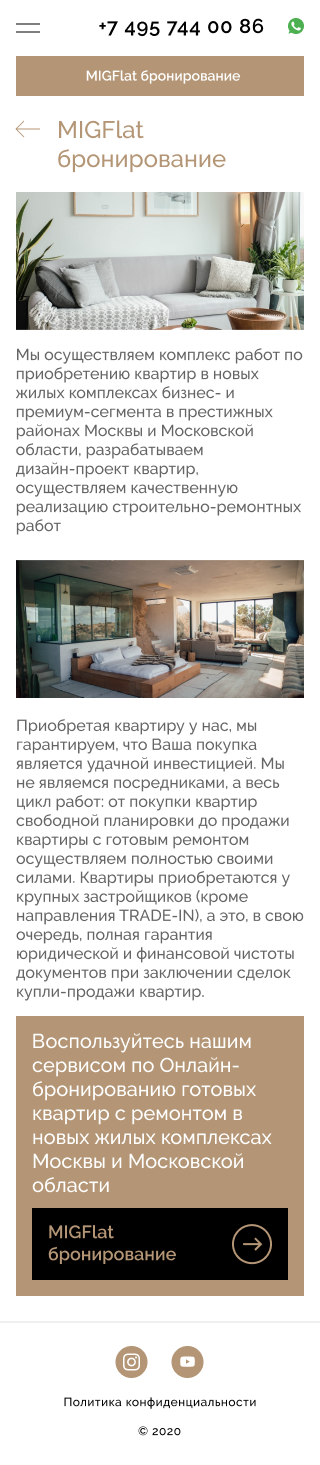 +7 495 744 00 86
MIGFlat бронирование
MIGFlat
бронирование
Мы осуществляем комплекс работ по
приобретению квартир в новых
жилых комплексах бизнес- и
премиум-сегмента в престижных
районах Москвы и Московской
области, разрабатываем
дизайн-проект квартир,
осуществляем качественную
реализацию строительно-ремонтных
работ
Приобретая квартиру у нас, мы
гарантируем, что Ваша покупка
является удачной инвестицией. Мы
не являемся посредниками, а весь
цикл работ: от покупки квартир
свободной планировки до продажи
квартиры с готовым ремонтом
осуществляем полностью своими
силами. Квартиры приобретаются у
крупных застройщиков (кроме
направления TRADE-IN), а это, в свою
очередь, полная гарантия
юридической и финансовой чистоты
документов при заключении сделок
купли-продажи квартир.
Воспользуйтесь нашим
сервисом по Онлайн-
бронированию готовых
квартир с ремонтом в
новых жилых комплексах
Москвы и Московской
области
MIGFlat
бронирование
Политика конфиденциальности
© 2020